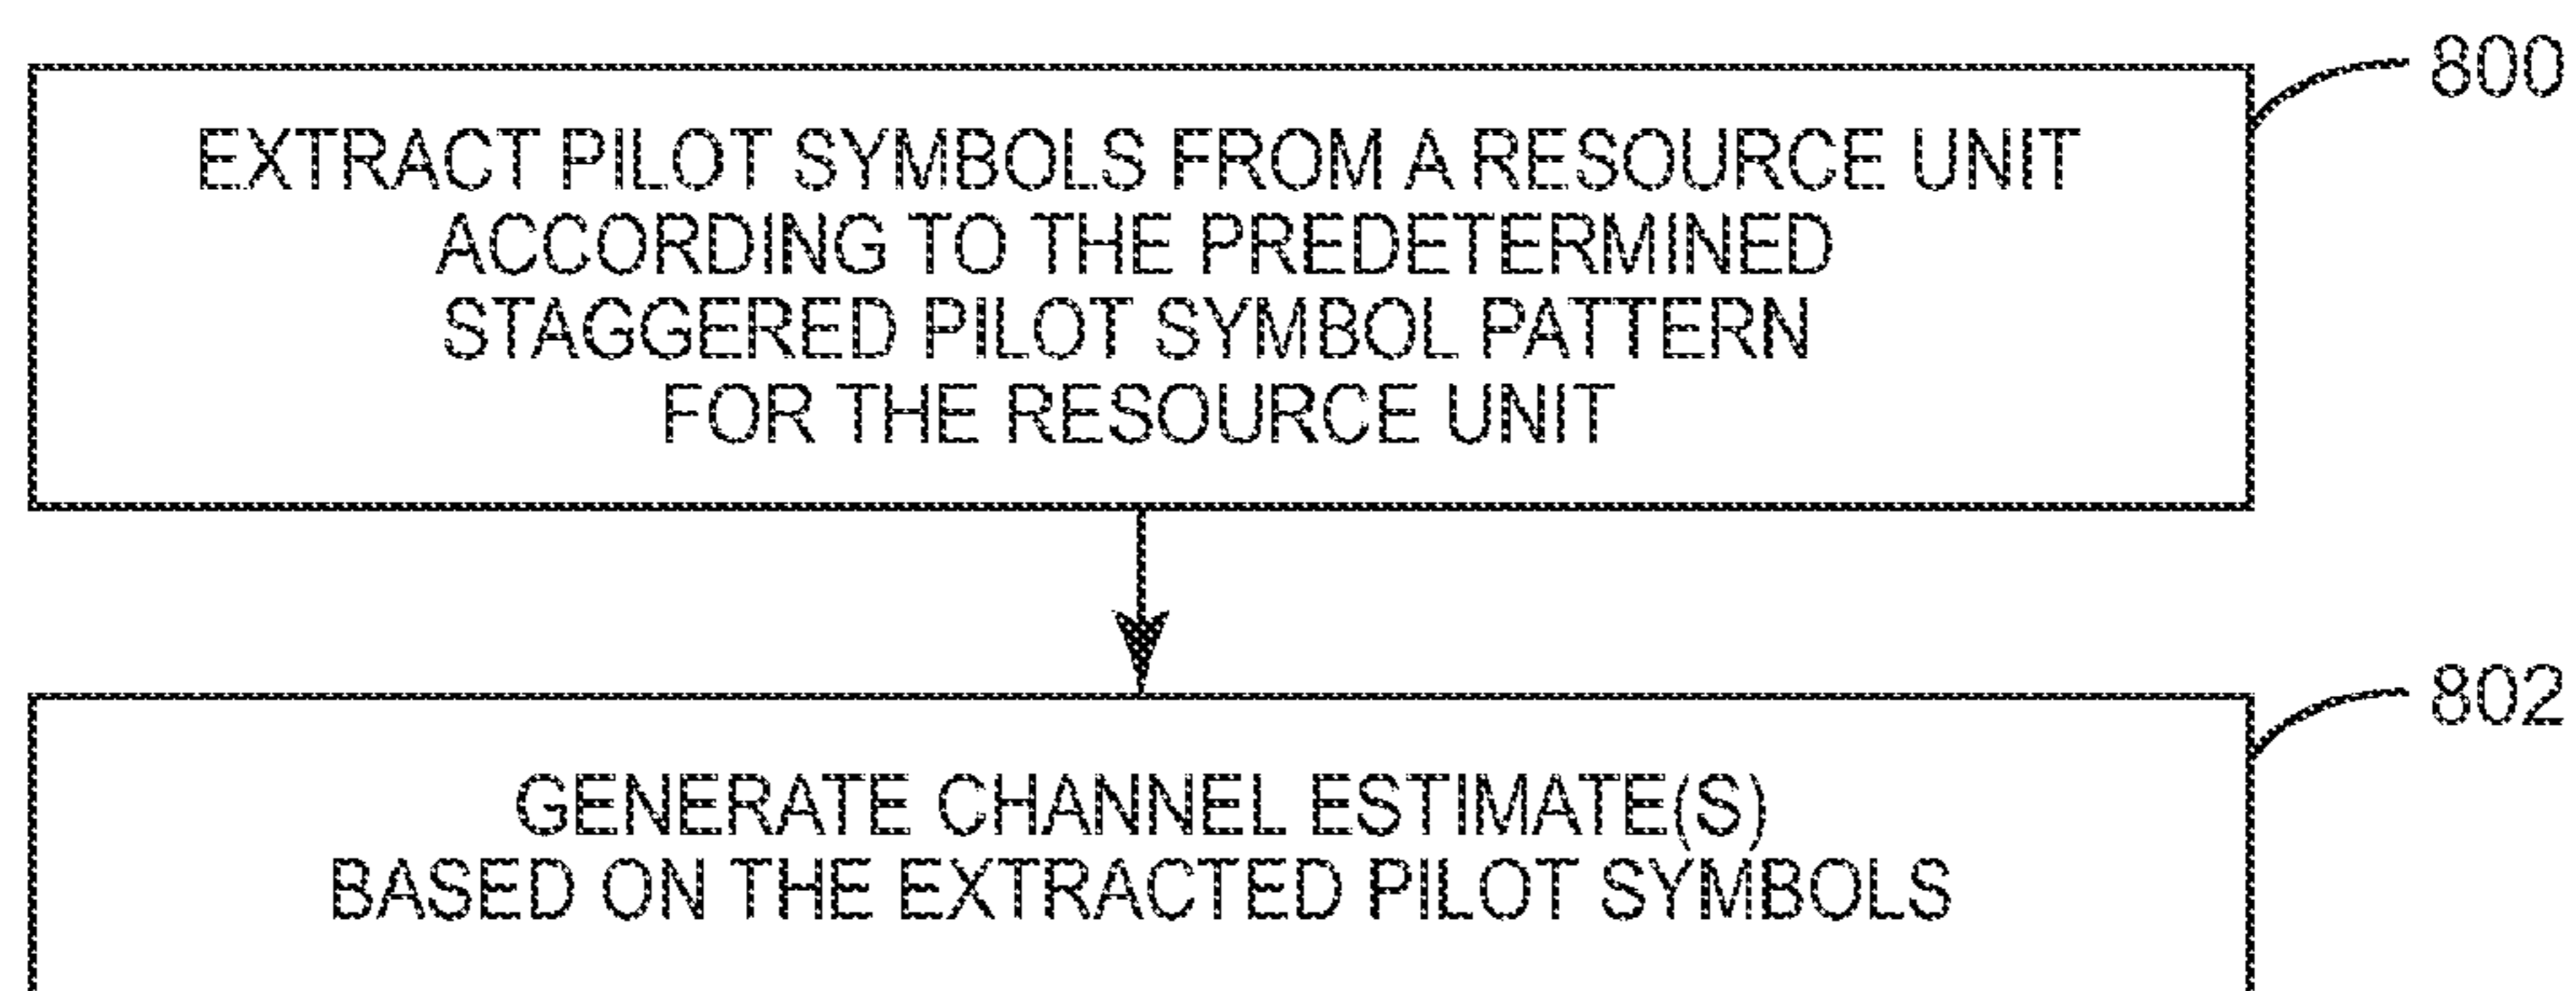 800
EXTRACT PILOT SYMBOLS FROM A RESOURCE UNIT
ACCORDING TO THE PREDETERMINED
STAGGERED PILOT SYMBOL PATTERN
FOR THE RESOURCE UNIT
802
GENERATE CHANNEL ESTIMATE(S)
BASED ON THE EXTRACTED PILOT SYMBOLS